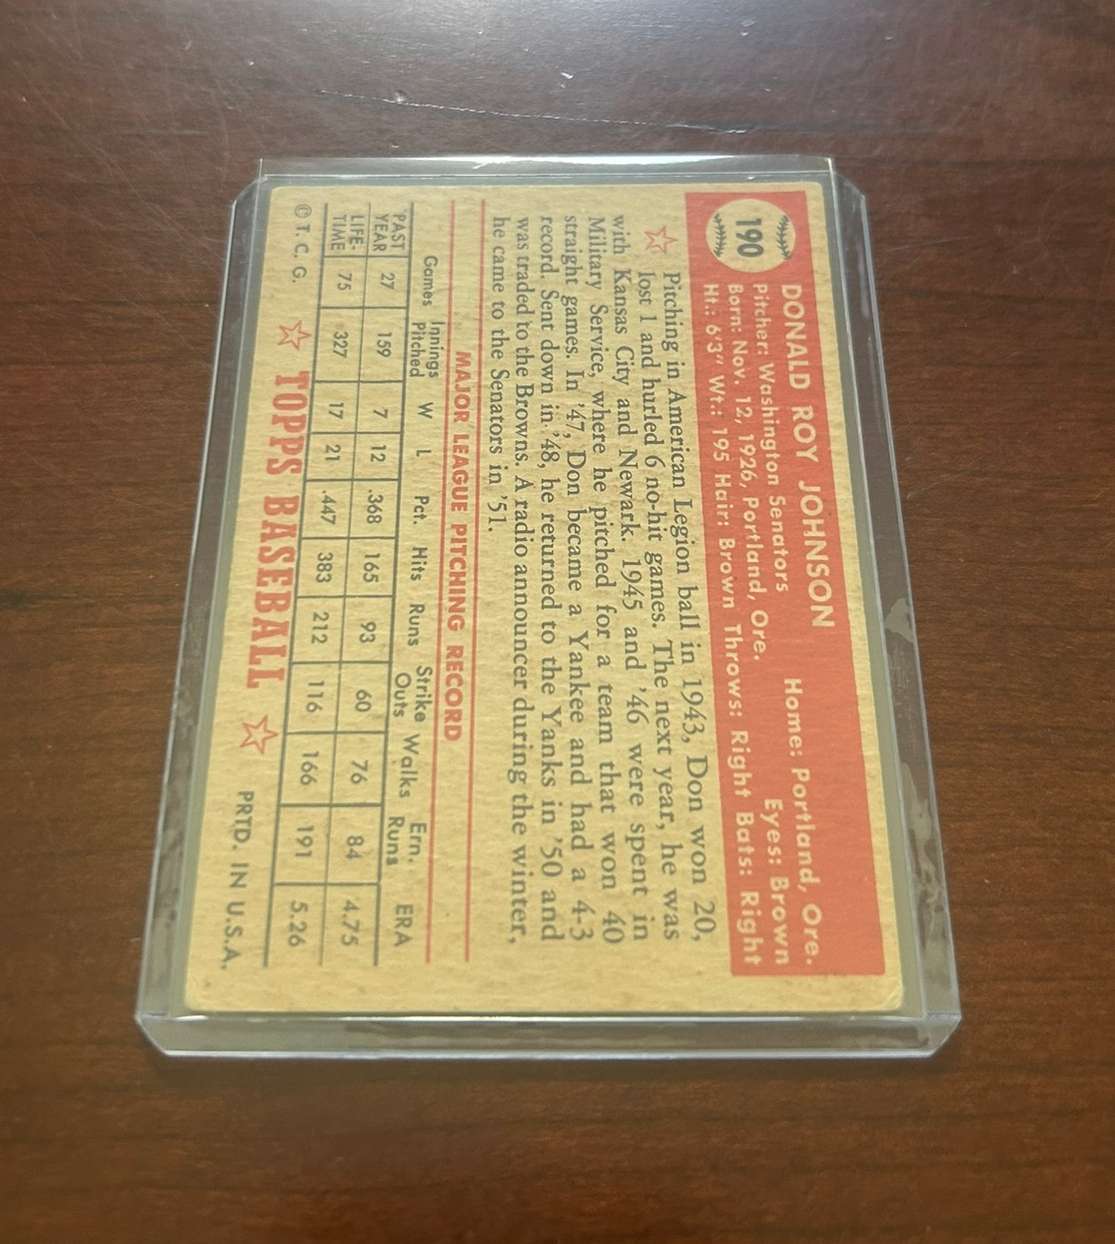 190
DONALD ROY JOHNSON Home: Portland, Ore.
Pitcher: Washington Senators Eyes: Brown
Born: Nov. 12, 1926, Portland, Ore. Bats: Right
Ht.: 6'3" Wt.: 195 Hair: Brown Throws: Right
Pitching in American Legion ball in 1943, Don won 20,
lost 1 and hurled 6 no-hit games. The next year, he was
with Kansas City and Newark. 1945 and '46 were spent in
Military Service, where he pitched for a team that won 40
straight games. In '47, Don became a Yankee and had a 4-3
record. Sent down in '48, he returned to the Yanks in '50 and
was traded to the Browns. A radio announcer during the winter,
he came to the Senators in '51.
MAJOR LEAGUE PITCHING RECORD
Games Innings Pitched W L Pct. Hits Runs Strike Outs Walks Ern. Runs ERA
PAST YEAR 27 159 7 12 .368 165 93 60 76 84 4.75
LIFE-TIME 75 327 17 21 .447 383 212 116 166 191 5.26
© T. C. G. TOPPS BASEBALL PRTD. IN U.S.A.